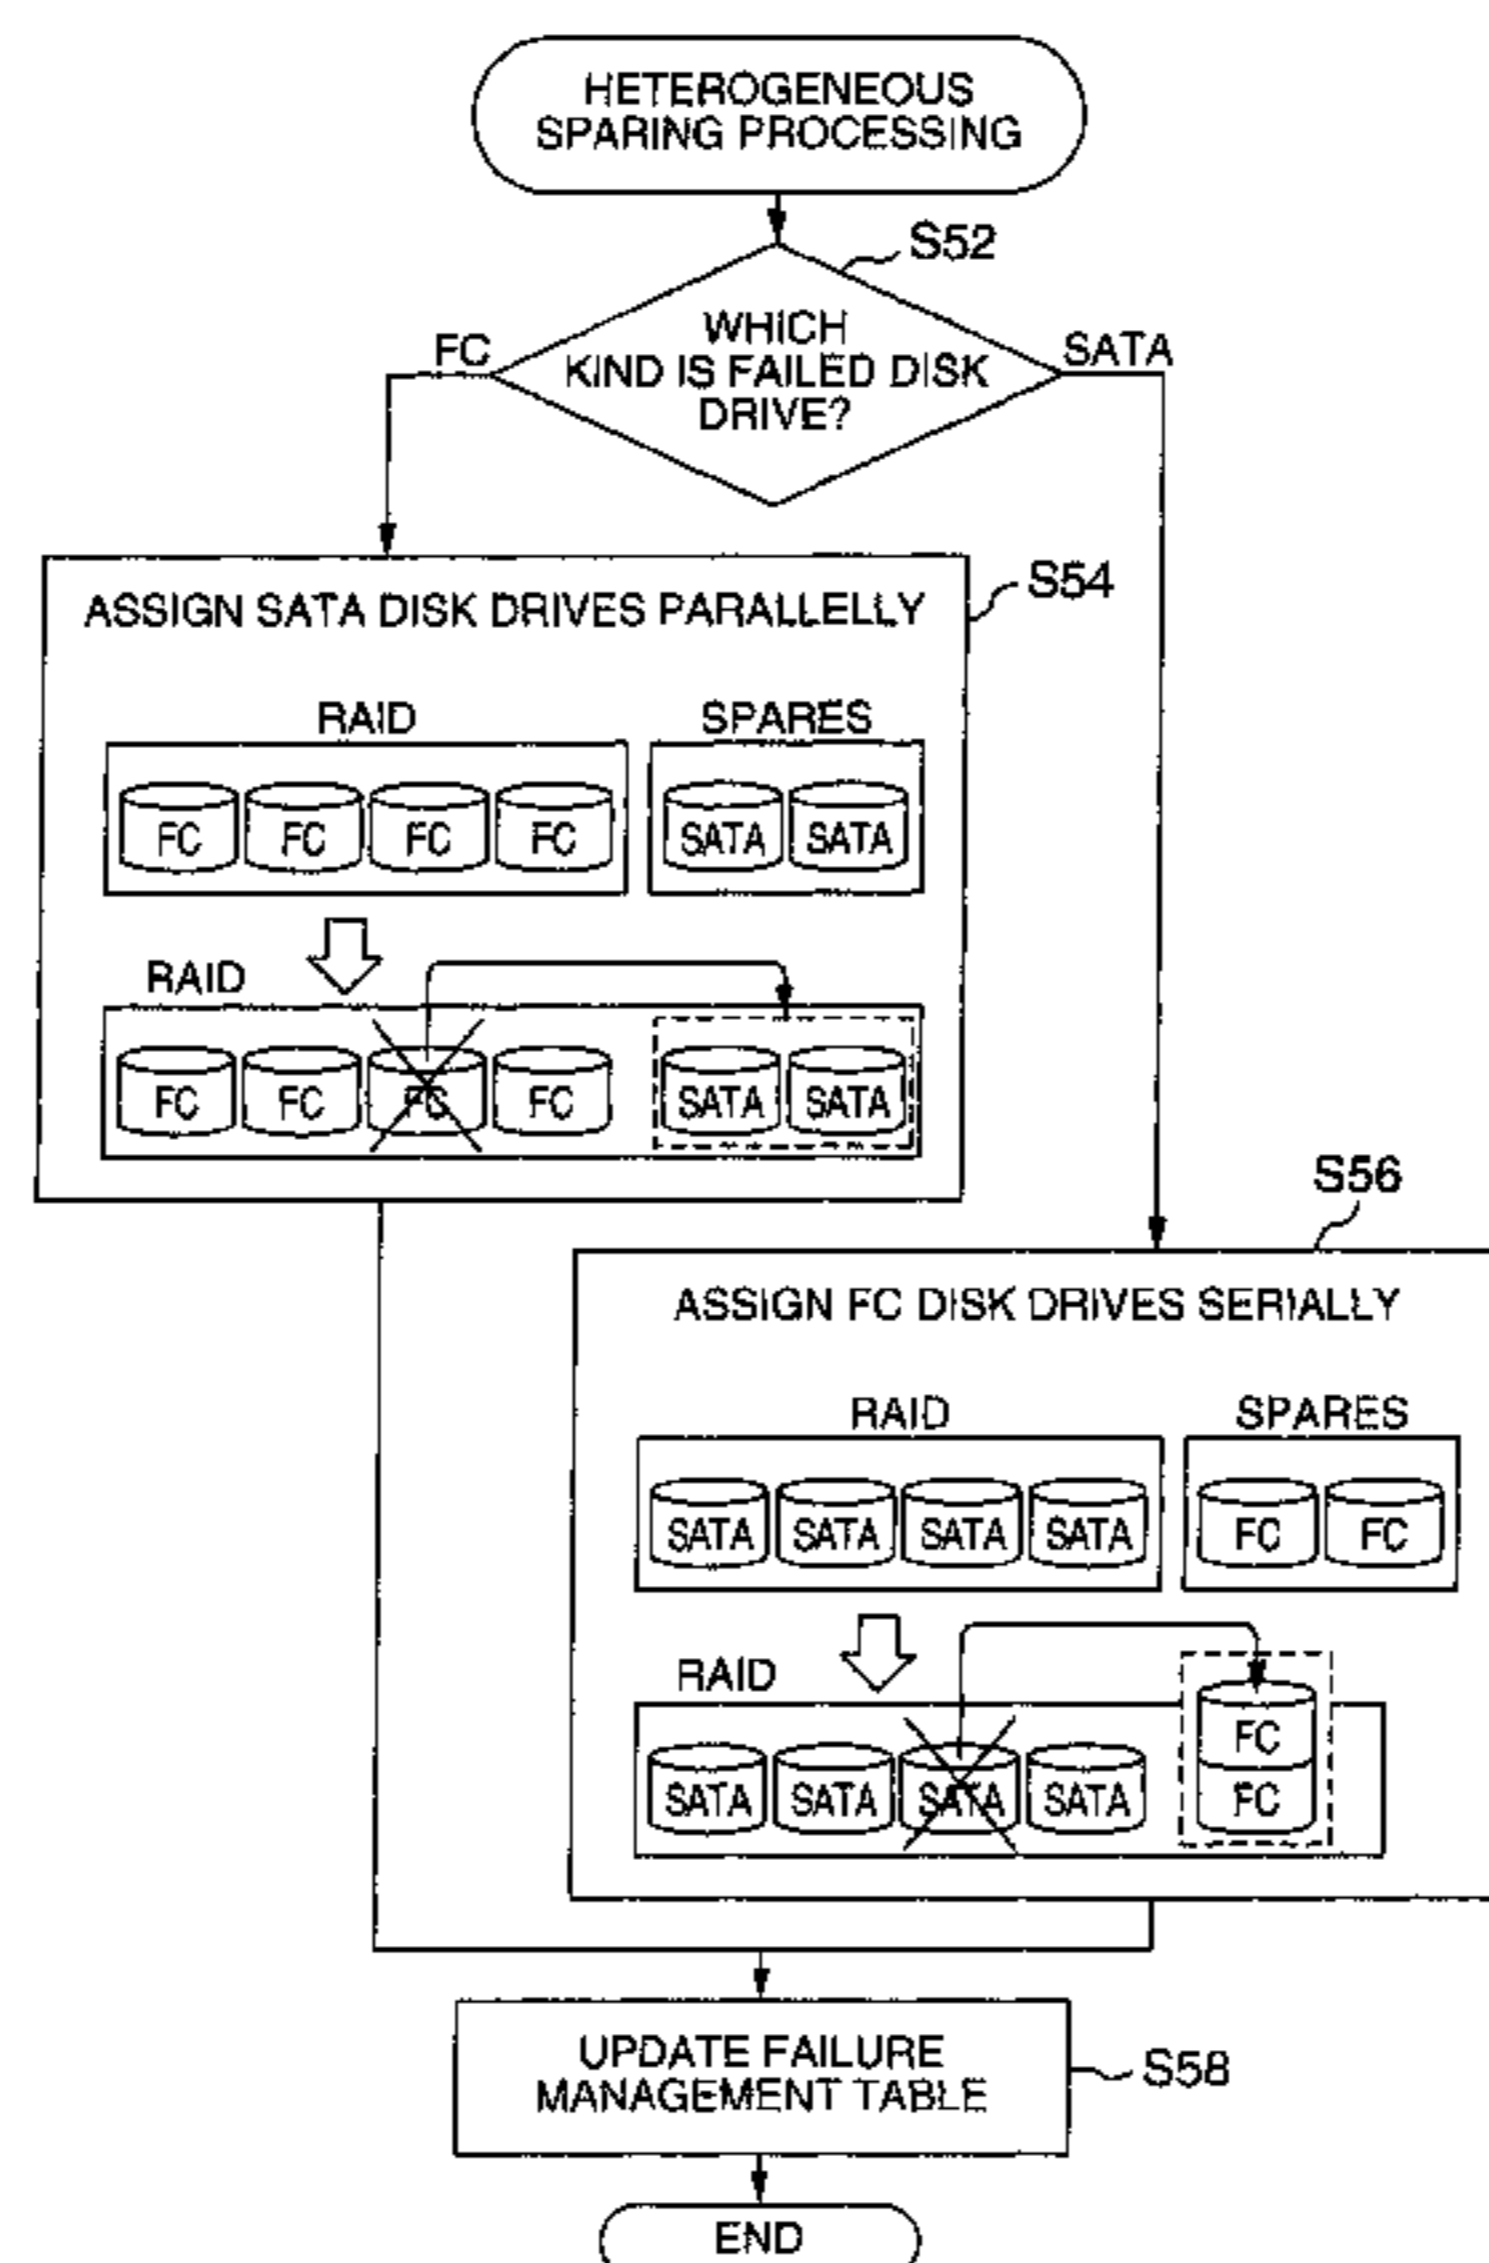 HETEROGENEOUS
SPARING PROCESSING
S52
WHICH
KIND IS FAILED DISK
DRIVE?
FC
SATA
S54
ASSIGN SATA DISK DRIVES PARALLELLY
RAID
SPARES
FC FC FC FC
SATA SATA
RAID
FC FC FC FC
SATA SATA
S56
ASSIGN FC DISK DRIVES SERIALLY
RAID
SPARES
SATA SATA SATA SATA
FC FC
RAID
FC
SATA SATA SATA SATA
FC
UPDATE FAILURE
MANAGEMENT TABLE
S58
END